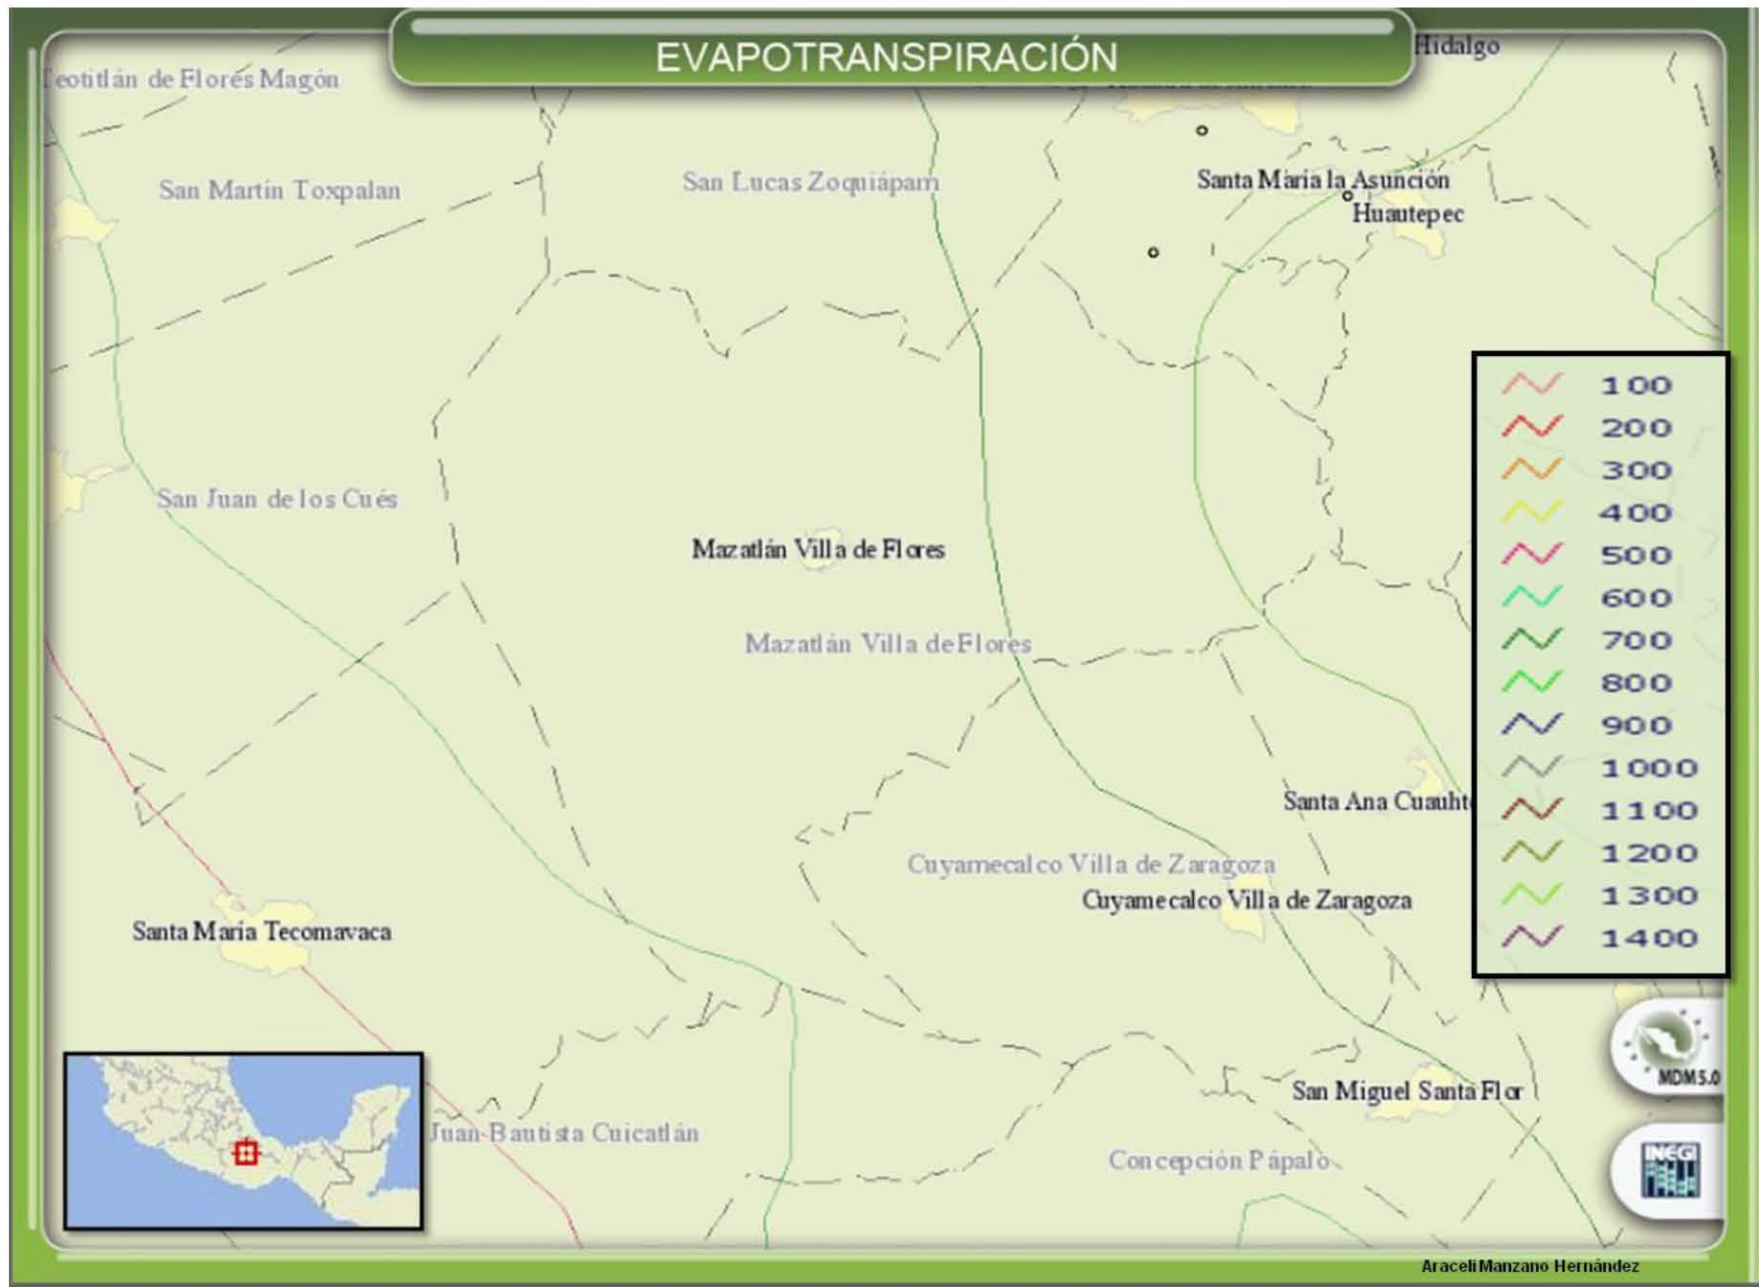 EVAPOTRANSPIRACIÓN
Hidalgo
eotitlán de Flores Magón
San Martín Toxpalan
San Lucas Zoquiápam
Santa María la Asunción
Huautepec
100
200
300
400
500
600
700
800
900
1000
1100
1200
1300
1400
San Juan de los Cués
Mazatlán Villa de Flores
Mazatlán Villa de Flores
Santa Ana Cuauht
Cuyamecalco Villa de Zaragoza
Cuyamecalco Villa de Zaragoza
Santa María Tecomavaca
MDM 5.0
San Miguel Santa Flor
Juan Bautista Cuicatlán
Concepción Pápalo
INEGI
Araceli Manzano Hernández